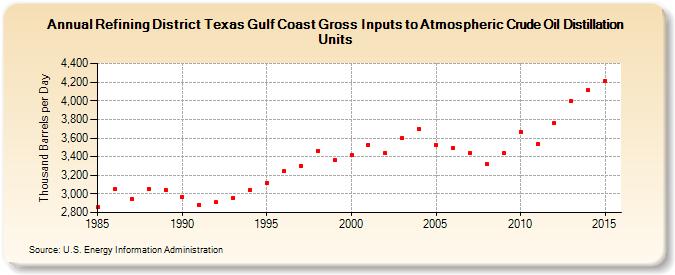 Annual Refining District Texas Gulf Coast Gross Inputs to Atmospheric Crude Oil Distillation
Units
Thousand Barrels per Day
4,400
4,200
4,000
3,800
3,600
3,400
3,200
3,000
2,800
1985 1990 1995 2000 2005 2010 2015
Source: U.S. Energy Information Administration